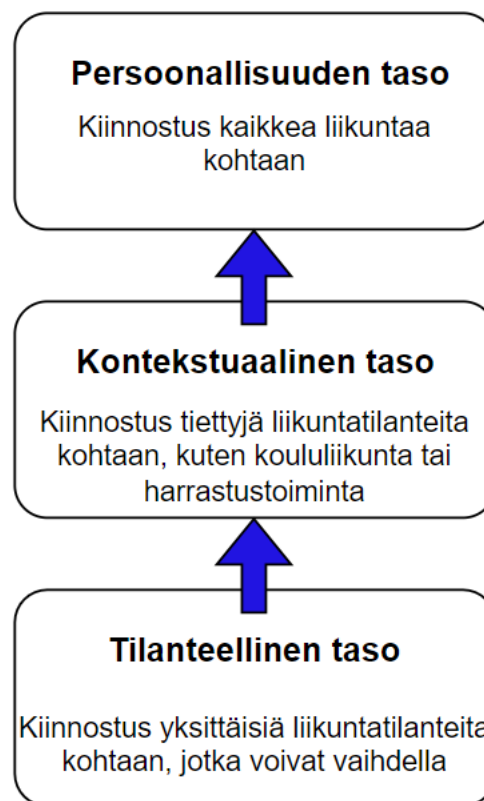 Persoonallisuuden taso
Kiinnostus kaikkea liikuntaa
kohtaan
Kontekstuaalinen taso
Kiinnostus tiettyjä liikuntatilanteita
kohtaan, kuten koululiikunta tai
harrastustoiminta
Tilanteellinen taso
Kiinnostus yksittäisiä liikuntatilanteita
kohtaan, jotka voivat vaihdella